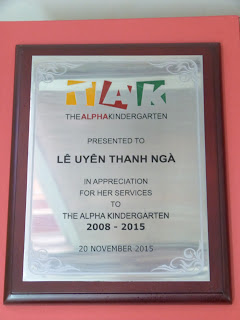 TAK
THEALPHAKINDERGARTEN
PRESENTED TO
LÊ UYÊN THANH NGÀ
IN APPRECIATION
FOR HER SERVICES
TO
THE ALPHA KINDERGARTEN
2008 - 2015
20 NOVEMBER 2015